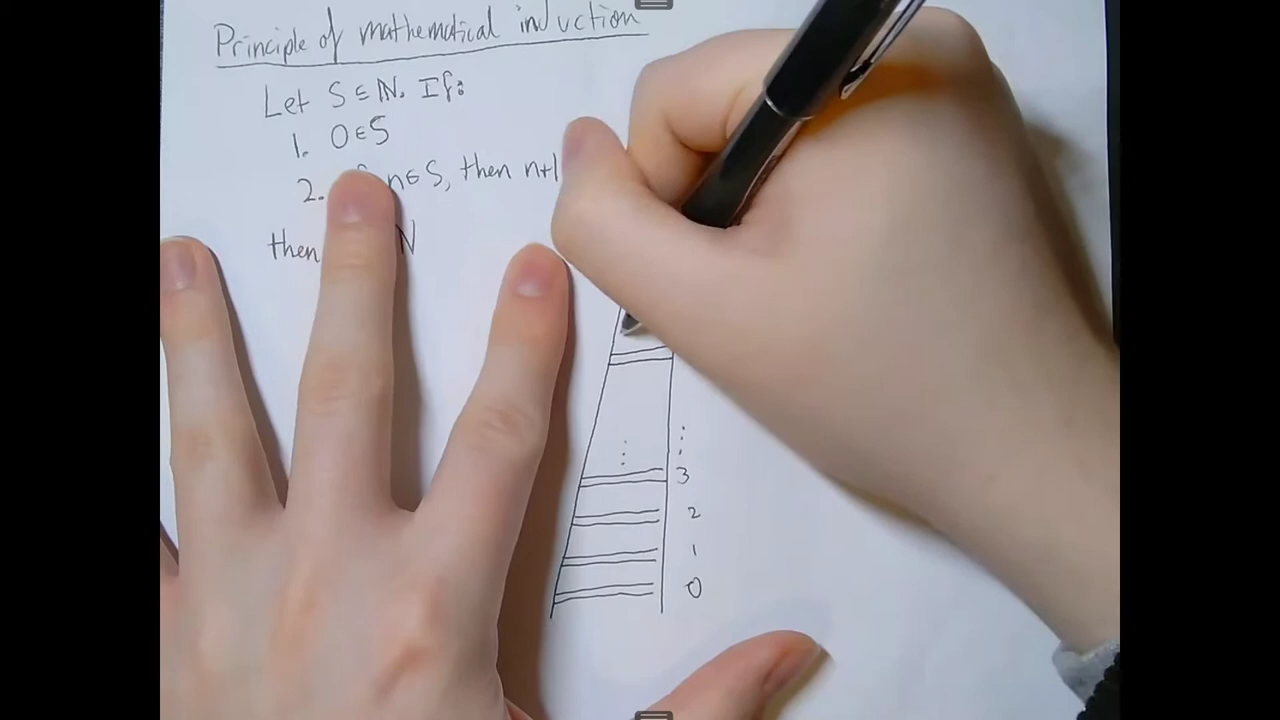 Principle of mathematical induction
Let S ⊆ ℕ. If:
1. 0 ∈ S
2. n ∈ S, then n+1
then N
⋮ ⋮
3
2
1
0